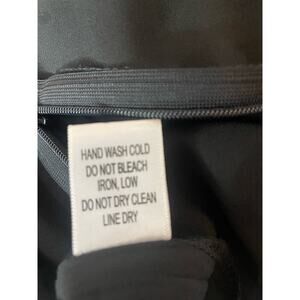 HAND WASH COLD
DO NOT BLEACH
IRON, LOW
DO NOT DRY CLEAN
LINE DRY